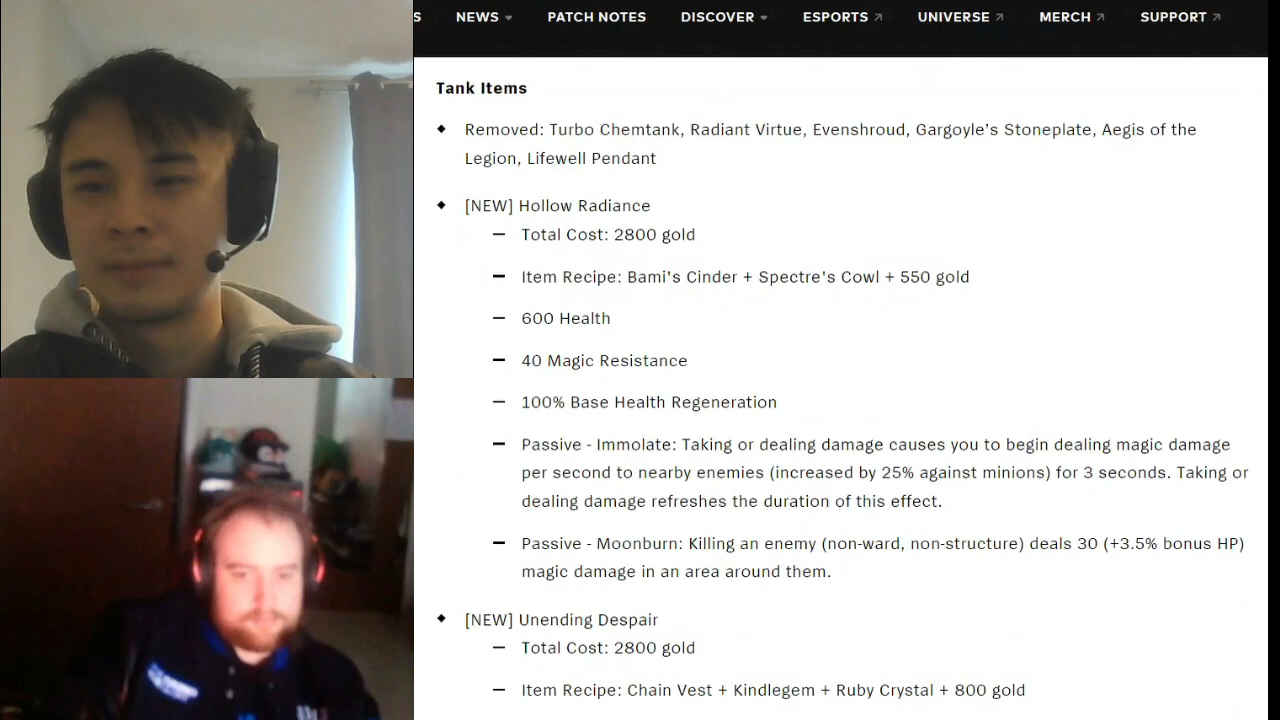 S NEWS PATCH NOTES DISCOVER ESPORTS UNIVERSE MERCH SUPPORT
Tank Items
Removed: Turbo Chemtank, Radiant Virtue, Evenshroud, Gargoyle's Stoneplate, Aegis of the
Legion, Lifewell Pendant
[NEW] Hollow Radiance
Total Cost: 2800 gold
Item Recipe: Bami's Cinder + Spectre's Cowl + 550 gold
600 Health
40 Magic Resistance
100% Base Health Regeneration
Passive - Immolate: Taking or dealing damage causes you to begin dealing magic damage
per second to nearby enemies (increased by 25% against minions) for 3 seconds. Taking or
dealing damage refreshes the duration of this effect.
Passive - Moonburn: Killing an enemy (non-ward, non-structure) deals 30 (+3.5% bonus HP)
magic damage in an area around them.
[NEW] Unending Despair
Total Cost: 2800 gold
Item Recipe: Chain Vest + Kindlegem + Ruby Crystal + 800 gold